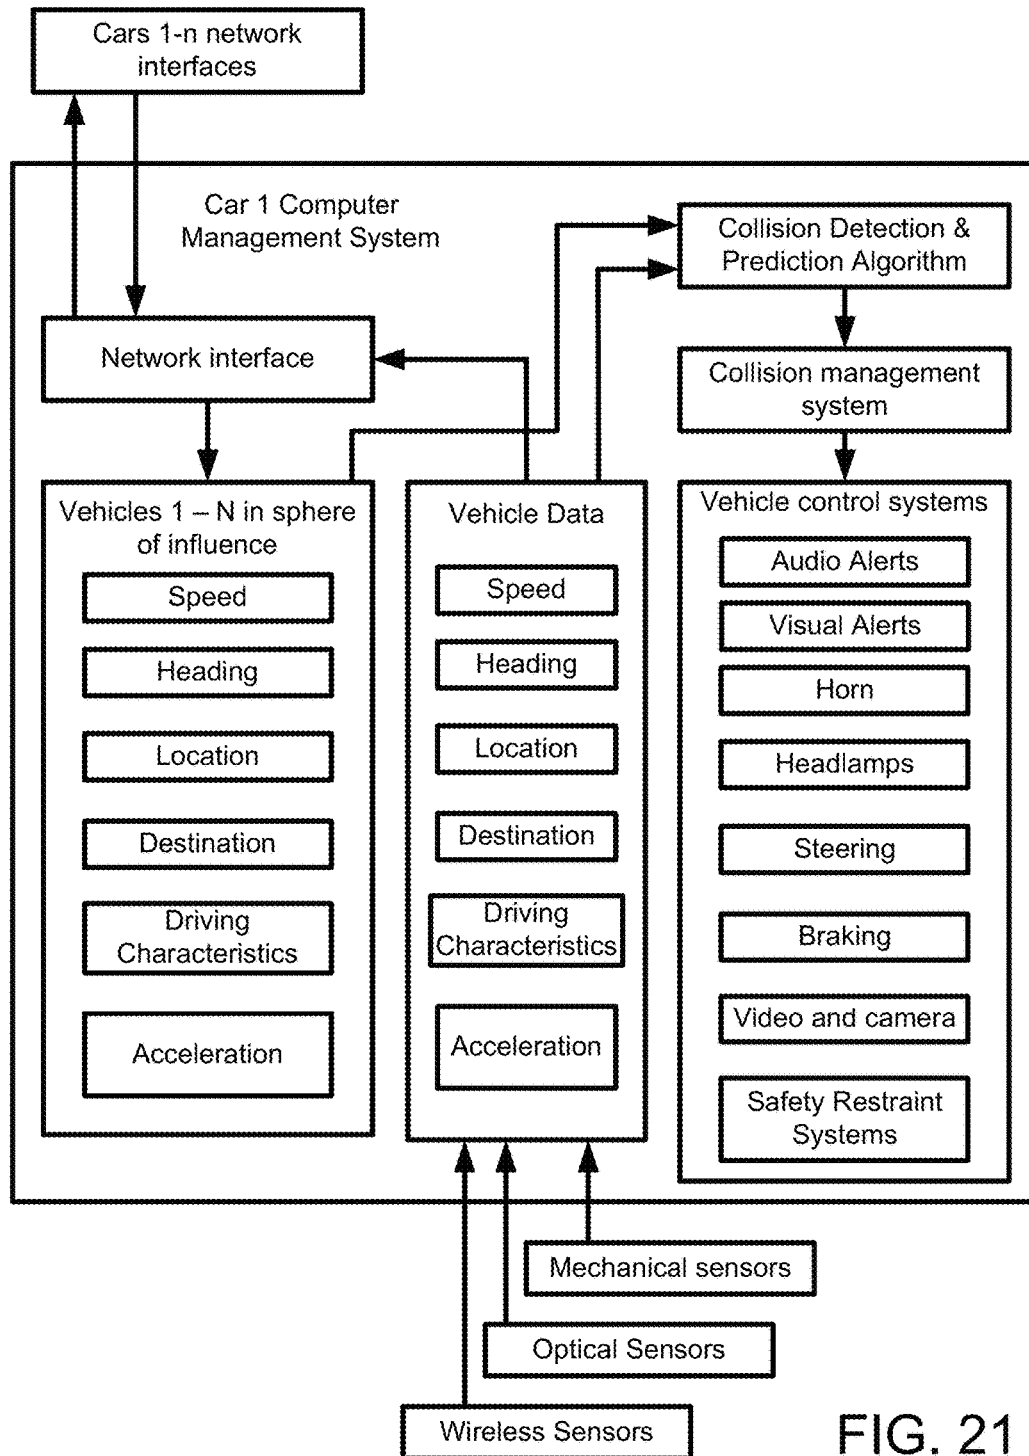 Cars 1-n network
interfaces
Car 1 Computer
Management System
Collision Detection &
Prediction Algorithm
Network interface
Collision management
system
Vehicles 1 – N in sphere
of influence
Speed
Heading
Location
Destination
Driving
Characteristics
Acceleration
Vehicle Data
Speed
Heading
Location
Destination
Driving
Characteristics
Acceleration
Vehicle control systems
Audio Alerts
Visual Alerts
Horn
Headlamps
Steering
Braking
Video and camera
Safety Restraint
Systems
Mechanical sensors
Optical Sensors
Wireless Sensors
FIG. 21